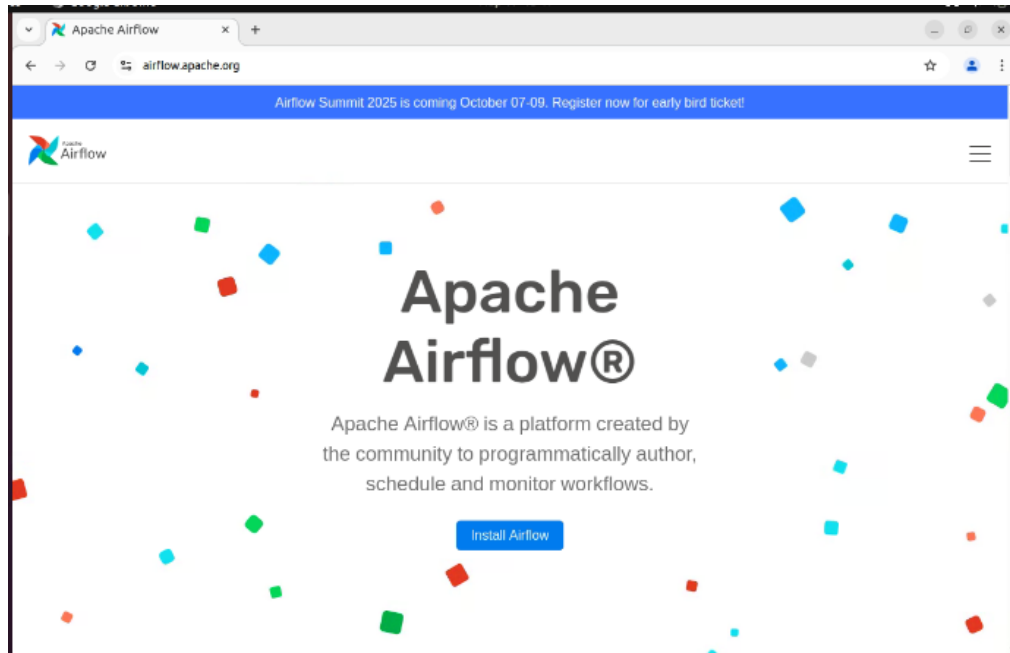 Apache Airflow
airflow.apache.org
Airflow Summit 2025 is coming October 07-09. Register now for early bird ticket!
Apache
Airflow
Apache
Airflow®
Apache Airflow® is a platform created by
the community to programmatically author,
schedule and monitor workflows.
Install Airflow